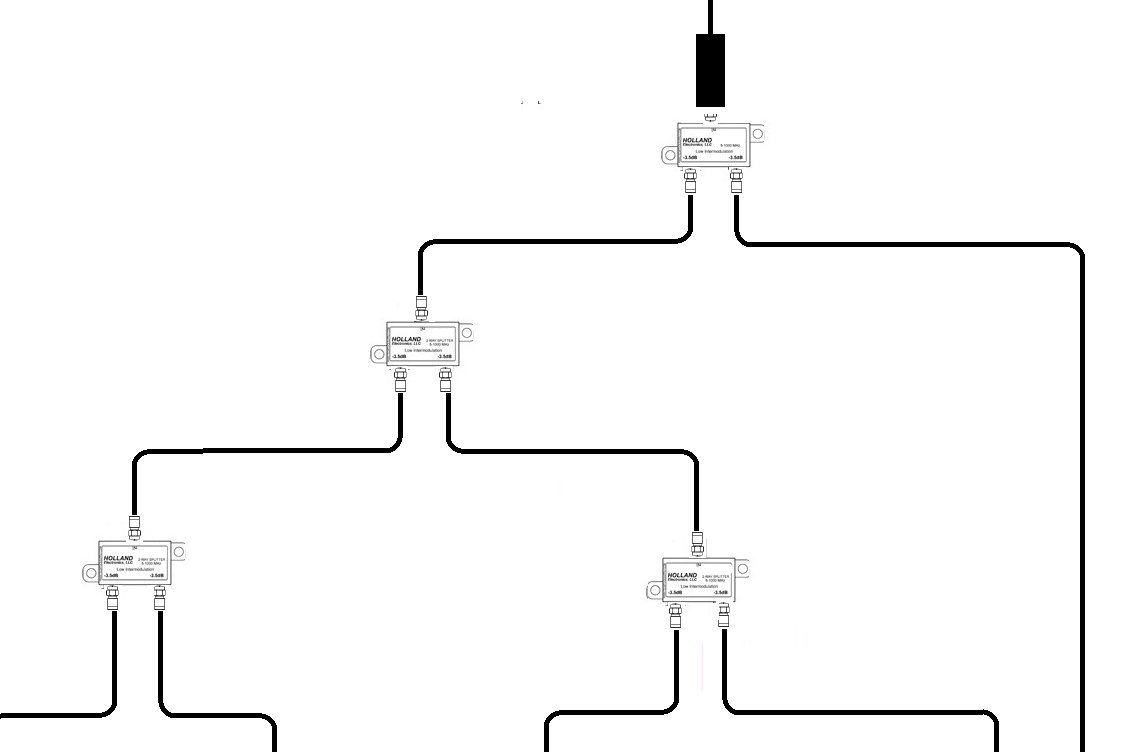 IN
HOLLAND
Electronics, LLC 5-1000 MHz
Low Intermodulation
-3.5dB -3.5dB
IN
HOLLAND 2-WAY SPLITTER
Electronics, LLC 5-1000 MHz
Low Intermodulation
-3.5dB -3.5dB
IN
HOLLAND 2-WAY SPLITTER
Electronics, LLC 5-1000 MHz
Low Intermodulation
-3.5dB -3.5dB
IN
HOLLAND 2-WAY SPLITTER
Electronics, LLC 5-1000 MHz
Low Intermodulation
-3.5dB -3.5dB